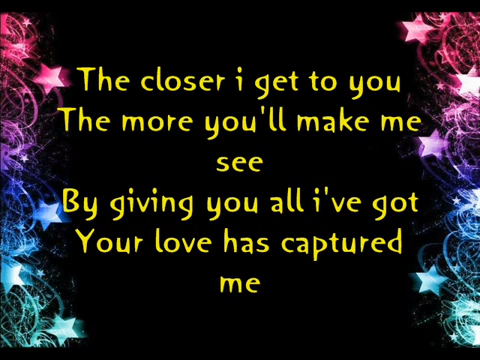 The closer i get to you
The more you'll make me
see
By giving you all i've got
Your love has captured
me